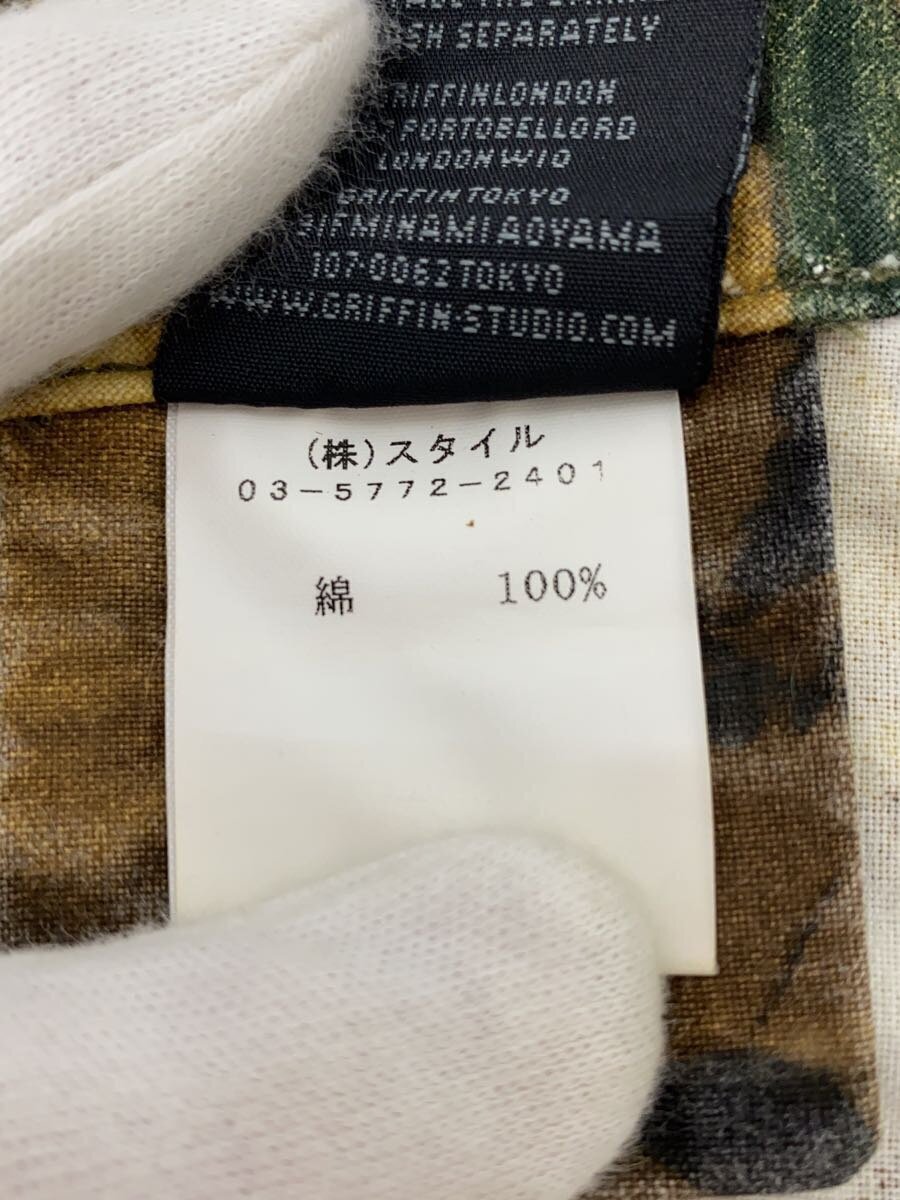 SH SEPARATELY
GRIFFINLONDON
PORTOBELLORD
LONDONW10
GRIFFINTOKYO
1FMINAMIAOYAMA
107-0062TOKYO
WWW.GRIFFIN-STUDIO.COM
(株)スタイル
03-5772-2401
綿 100%